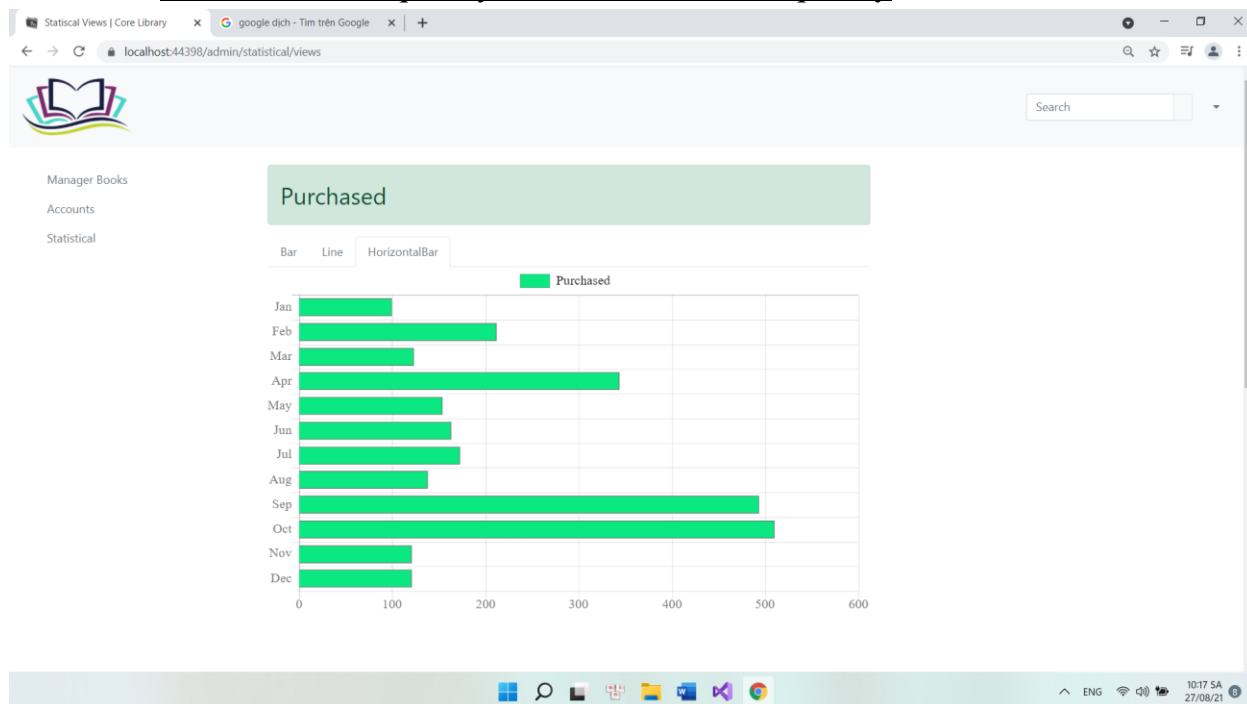 Statiscal Views | Core Library
google dịch - Tìm trên Google
localhost:44398/admin/statistical/views
Search
Manager Books
Accounts
Statistical
Purchased
Bar Line HorizontalBar
Purchased
Jan
Feb
Mar
Apr
May
Jun
Jul
Aug
Sep
Oct
Nov
Dec
0 100 200 300 400 500 600
ENG
10:17 SA
27/08/21
8